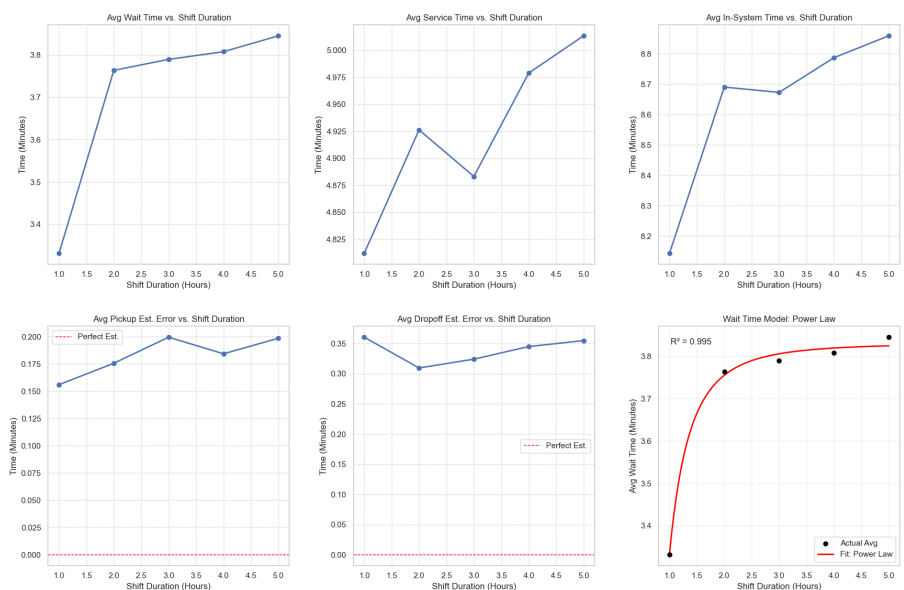 Avg Wait Time vs. Shift Duration
Time (Minutes)
3.8
3.7
3.6
3.5
3.4
1.0 1.5 2.0 2.5 3.0 3.5 4.0 4.5 5.0
Shift Duration (Hours)
Avg Service Time vs. Shift Duration
Time (Minutes)
5.000
4.975
4.950
4.925
4.900
4.875
4.850
4.825
1.0 1.5 2.0 2.5 3.0 3.5 4.0 4.5 5.0
Shift Duration (Hours)
Avg In-System Time vs. Shift Duration
Time (Minutes)
8.8
8.7
8.6
8.5
8.4
8.3
8.2
1.0 1.5 2.0 2.5 3.0 3.5 4.0 4.5 5.0
Shift Duration (Hours)
Avg Pickup Est. Error vs. Shift Duration
Perfect Est.
Time (Minutes)
0.200
0.175
0.150
0.125
0.100
0.075
0.050
0.025
0.000
1.0 1.5 2.0 2.5 3.0 3.5 4.0 4.5 5.0
Shift Duration (Hours)
Avg Dropoff Est. Error vs. Shift Duration
Time (Minutes)
0.35
0.30
0.25
0.20
0.15
0.10
0.05
0.00
Perfect Est.
1.0 1.5 2.0 2.5 3.0 3.5 4.0 4.5 5.0
Shift Duration (Hours)
Wait Time Model: Power Law
R² = 0.995
Avg Wait Time (Minutes)
3.8
3.7
3.6
3.5
3.4
Actual Avg
Fit: Power Law
1.0 1.5 2.0 2.5 3.0 3.5 4.0 4.5 5.0
Shift Duration (Hours)